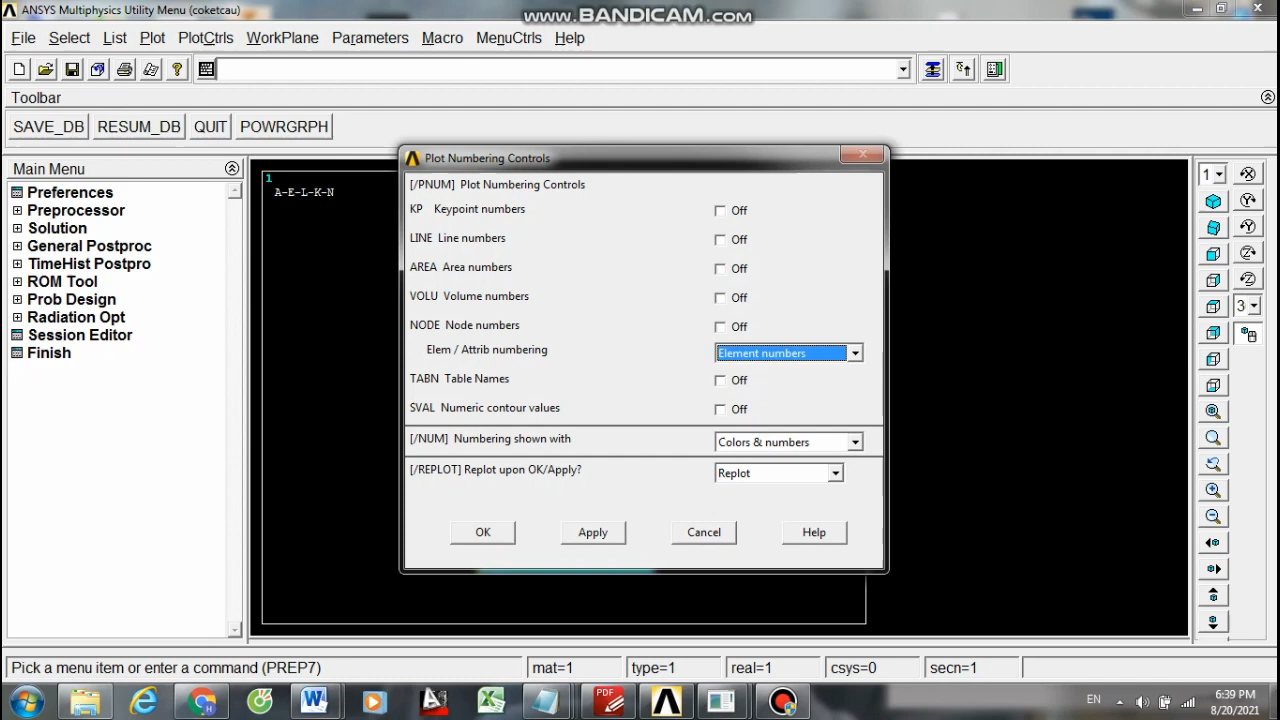 ANSYS Multiphysics Utility Menu (coketcau)
www.BANDICAM.com
File Select List Plot PlotCtrls WorkPlane Parameters Macro MenuCtrls Help
Toolbar
SAVE_DB RESUM_DB QUIT POWRGRPH
Main Menu
Preferences
Preprocessor
Solution
General Postproc
TimeHist Postpro
ROM Tool
Prob Design
Radiation Opt
Session Editor
Finish
1
A-E-L-K-N
Plot Numbering Controls
[/PNUM] Plot Numbering Controls
KP Keypoint numbers Off
LINE Line numbers Off
AREA Area numbers Off
VOLU Volume numbers Off
NODE Node numbers Off
Elem / Attrib numbering Element numbers
TABN Table Names Off
SVAL Numeric contour values Off
[/NUM] Numbering shown with Colors & numbers
[/REPLOT] Replot upon OK/Apply? Replot
OK Apply Cancel Help
1
3
Pick a menu item or enter a command (PREP7) mat=1 type=1 real=1 csys=0 secn=1
PDF
EN
6:39 PM
8/20/2021